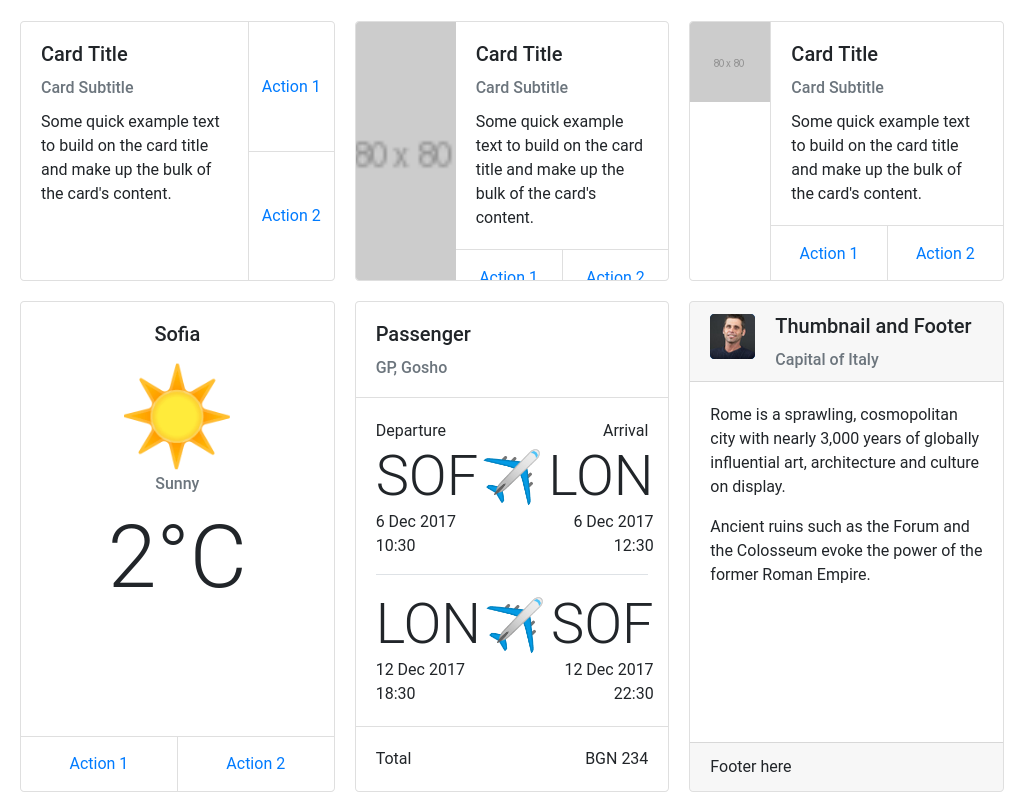 Card Title
Card Subtitle
Some quick example text
to build on the card title
and make up the bulk of
the card's content.
Action 1
Action 2
80 x 80
Card Title
Card Subtitle
Some quick example
text to build on the card
title and make up the
bulk of the card's
content.
Action 1
Action 2
80 x 80
Card Title
Card Subtitle
Some quick example text
to build on the card title
and make up the bulk of
the card's content.
Action 1
Action 2
Sofia
Sunny
2°C
Action 1
Action 2
Passenger
GP, Gosho
Departure
Arrival
SOF✈️LON
6 Dec 2017
6 Dec 2017
10:30
12:30
LON✈️SOF
12 Dec 2017
12 Dec 2017
18:30
22:30
Total
BGN 234
Thumbnail and Footer
Capital of Italy
Rome is a sprawling, cosmopolitan
city with nearly 3,000 years of globally
influential art, architecture and culture
on display.
Ancient ruins such as the Forum and
the Colosseum evoke the power of the
former Roman Empire.
Footer here